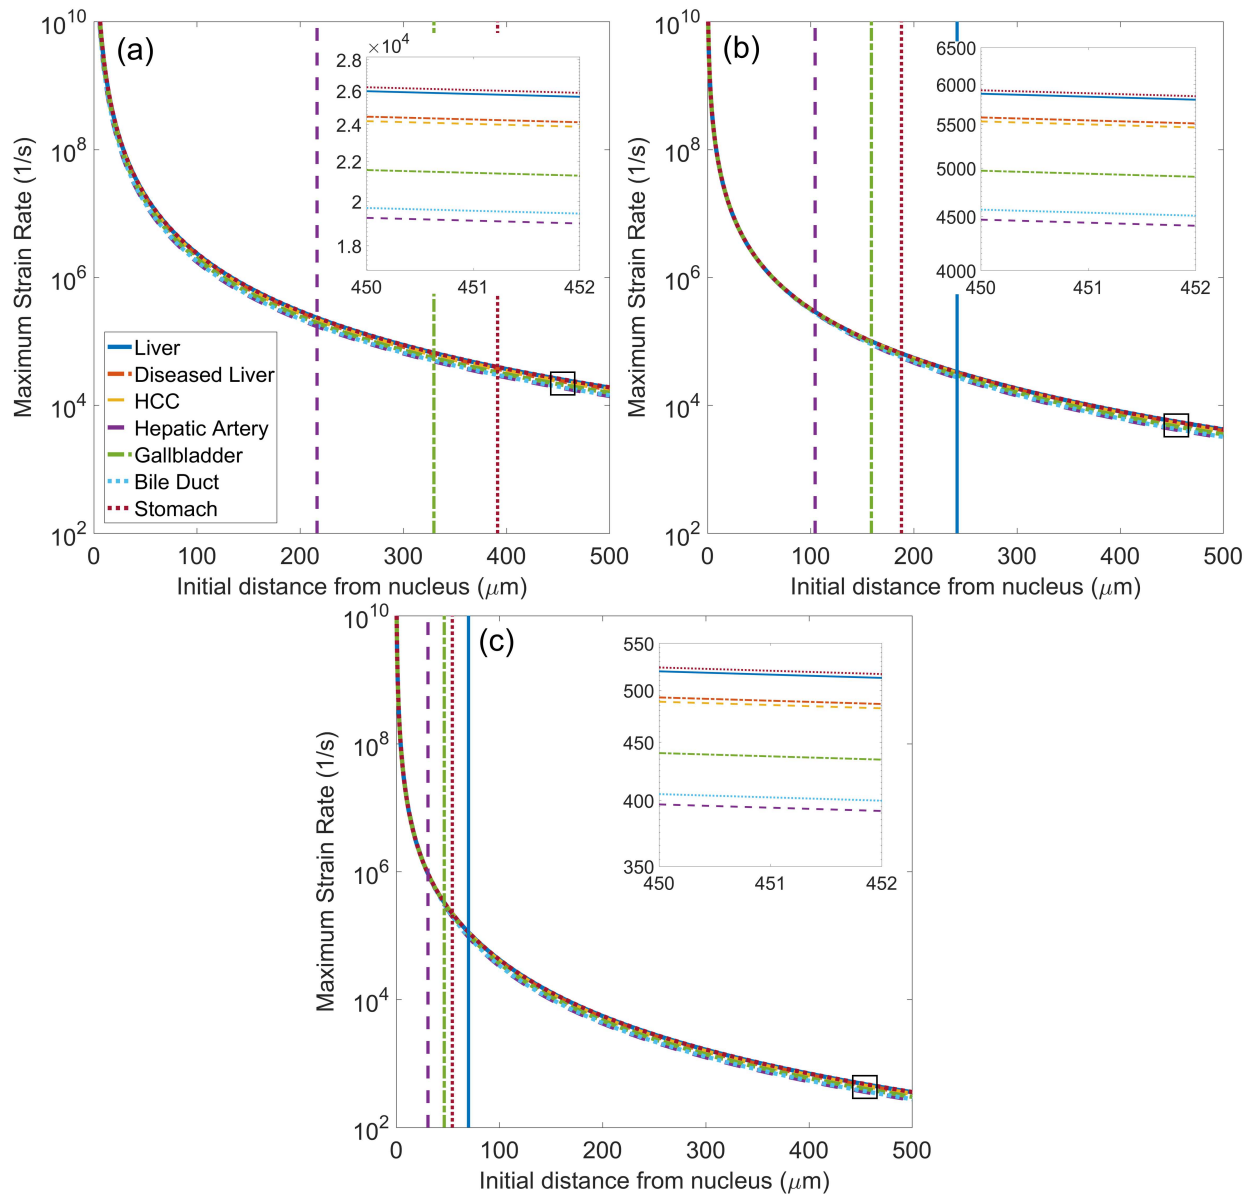 (a)
Maximum Strain Rate (1/s)
10^10
10^8
10^6
10^4
10^2
×10^4
2.8
2.6
2.4
2.2
2
1.8
450 451 452
Liver
Diseased Liver
HCC
Hepatic Artery
Gallbladder
Bile Duct
Stomach
0 100 200 300 400 500
Initial distance from nucleus (μm)
(b)
Maximum Strain Rate (1/s)
10^10
10^8
10^6
10^4
10^2
6500
6000
5500
5000
4500
4000
450 451 452
0 100 200 300 400 500
Initial distance from nucleus (μm)
(c)
Maximum Strain Rate (1/s)
10^10
10^8
10^6
10^4
10^2
550
500
450
400
350
450 451 452
0 100 200 300 400 500
Initial distance from nucleus (μm)